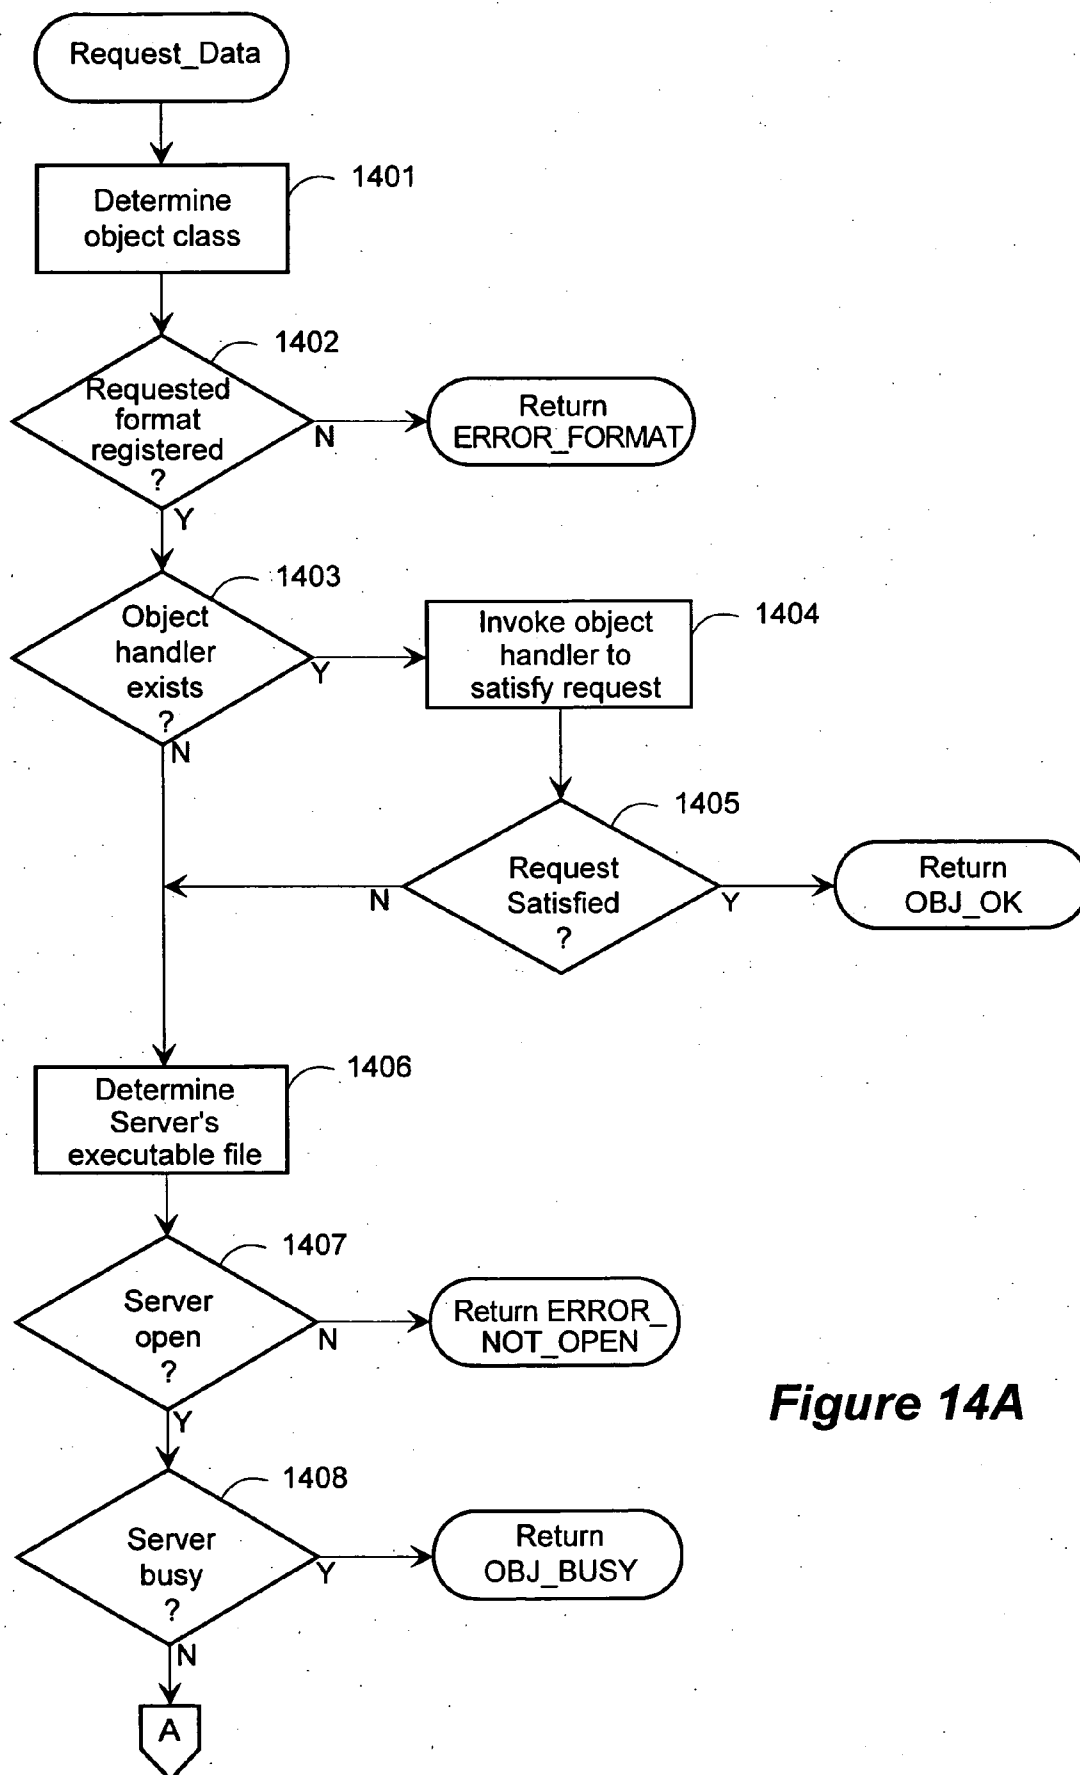 Request_Data
1401
Determine
object class
1402
Requested
format
registered
?
N
Return
ERROR_FORMAT
Y
1403
Object
handler
exists
?
Y
N
1404
Invoke object
handler to
satisfy request
1405
Request
Satisfied
?
N
Y
Return
OBJ_OK
1406
Determine
Server's
executable file
1407
Server
open
?
N
Return ERROR_
NOT_OPEN
Y
Figure 14A
1408
Server
busy
?
Y
Return
OBJ_BUSY
N
A